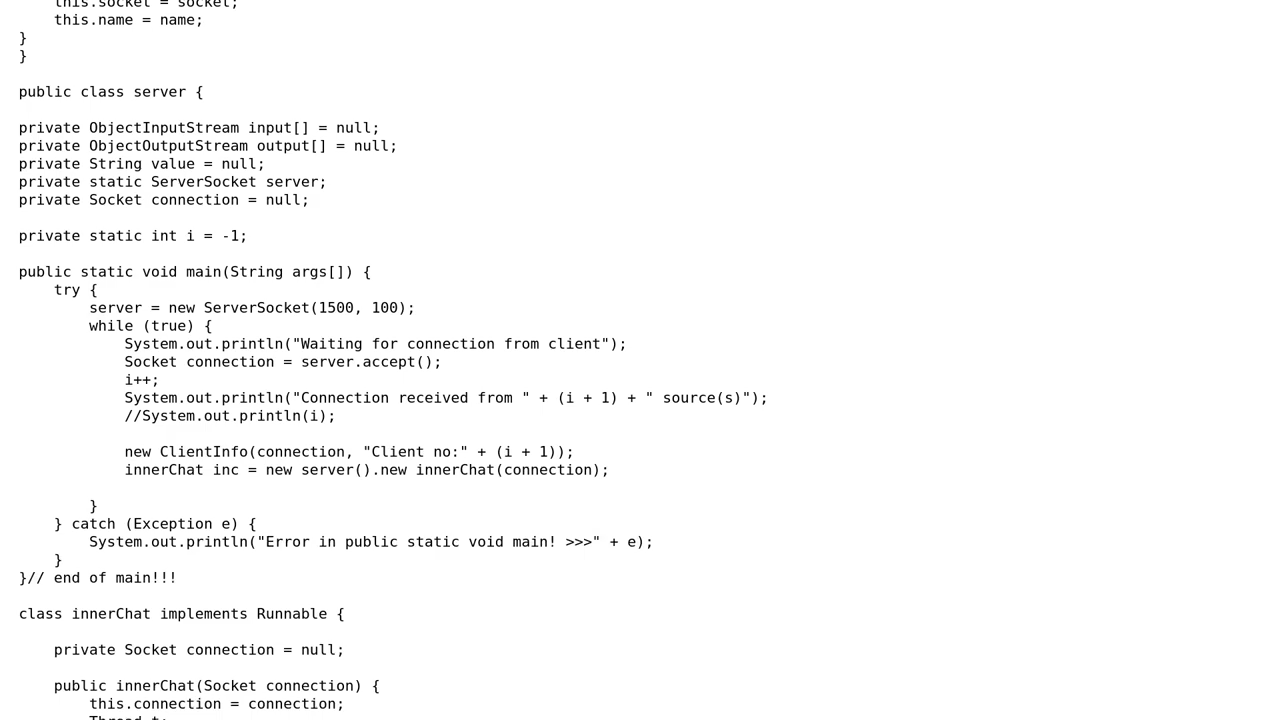 this.socket = socket;
    this.name = name;
}
}

public class server {

private ObjectInputStream input[] = null;
private ObjectOutputStream output[] = null;
private String value = null;
private static ServerSocket server;
private Socket connection = null;

private static int i = -1;

public static void main(String args[]) {
    try {
        server = new ServerSocket(1500, 100);
        while (true) {
            System.out.println("Waiting for connection from client");
            Socket connection = server.accept();
            i++;
            System.out.println("Connection received from " + (i + 1) + " source(s)");
            //System.out.println(i);

            new ClientInfo(connection, "Client no:" + (i + 1));
            innerChat inc = new server().new innerChat(connection);

        }
    } catch (Exception e) {
        System.out.println("Error in public static void main! >>>" + e);
    }
}// end of main!!!

class innerChat implements Runnable {

    private Socket connection = null;

    public innerChat(Socket connection) {
        this.connection = connection;
        Thread t;